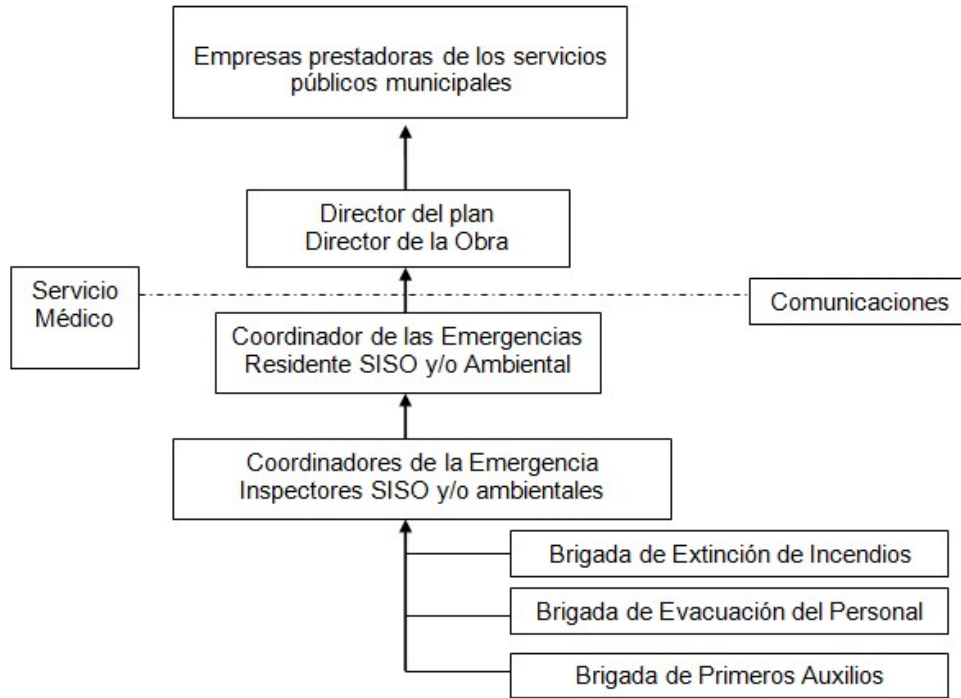 Empresas prestadoras de los servicios
públicos municipales
Director del plan
Director de la Obra
Servicio
Médico
Comunicaciones
Coordinador de las Emergencias
Residente SISO y/o Ambiental
Coordinadores de la Emergencia
Inspectores SISO y/o ambientales
Brigada de Extinción de Incendios
Brigada de Evacuación del Personal
Brigada de Primeros Auxilios